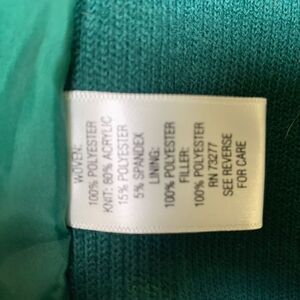 WOVEN:
100% POLYESTER
KNIT: 80% ACRYLIC
15% POLYESTER
5% SPANDEX
LINING:
100% POLYESTER
FILLER:
100% POLYESTER
RN 73277
SEE REVERSE
FOR CARE